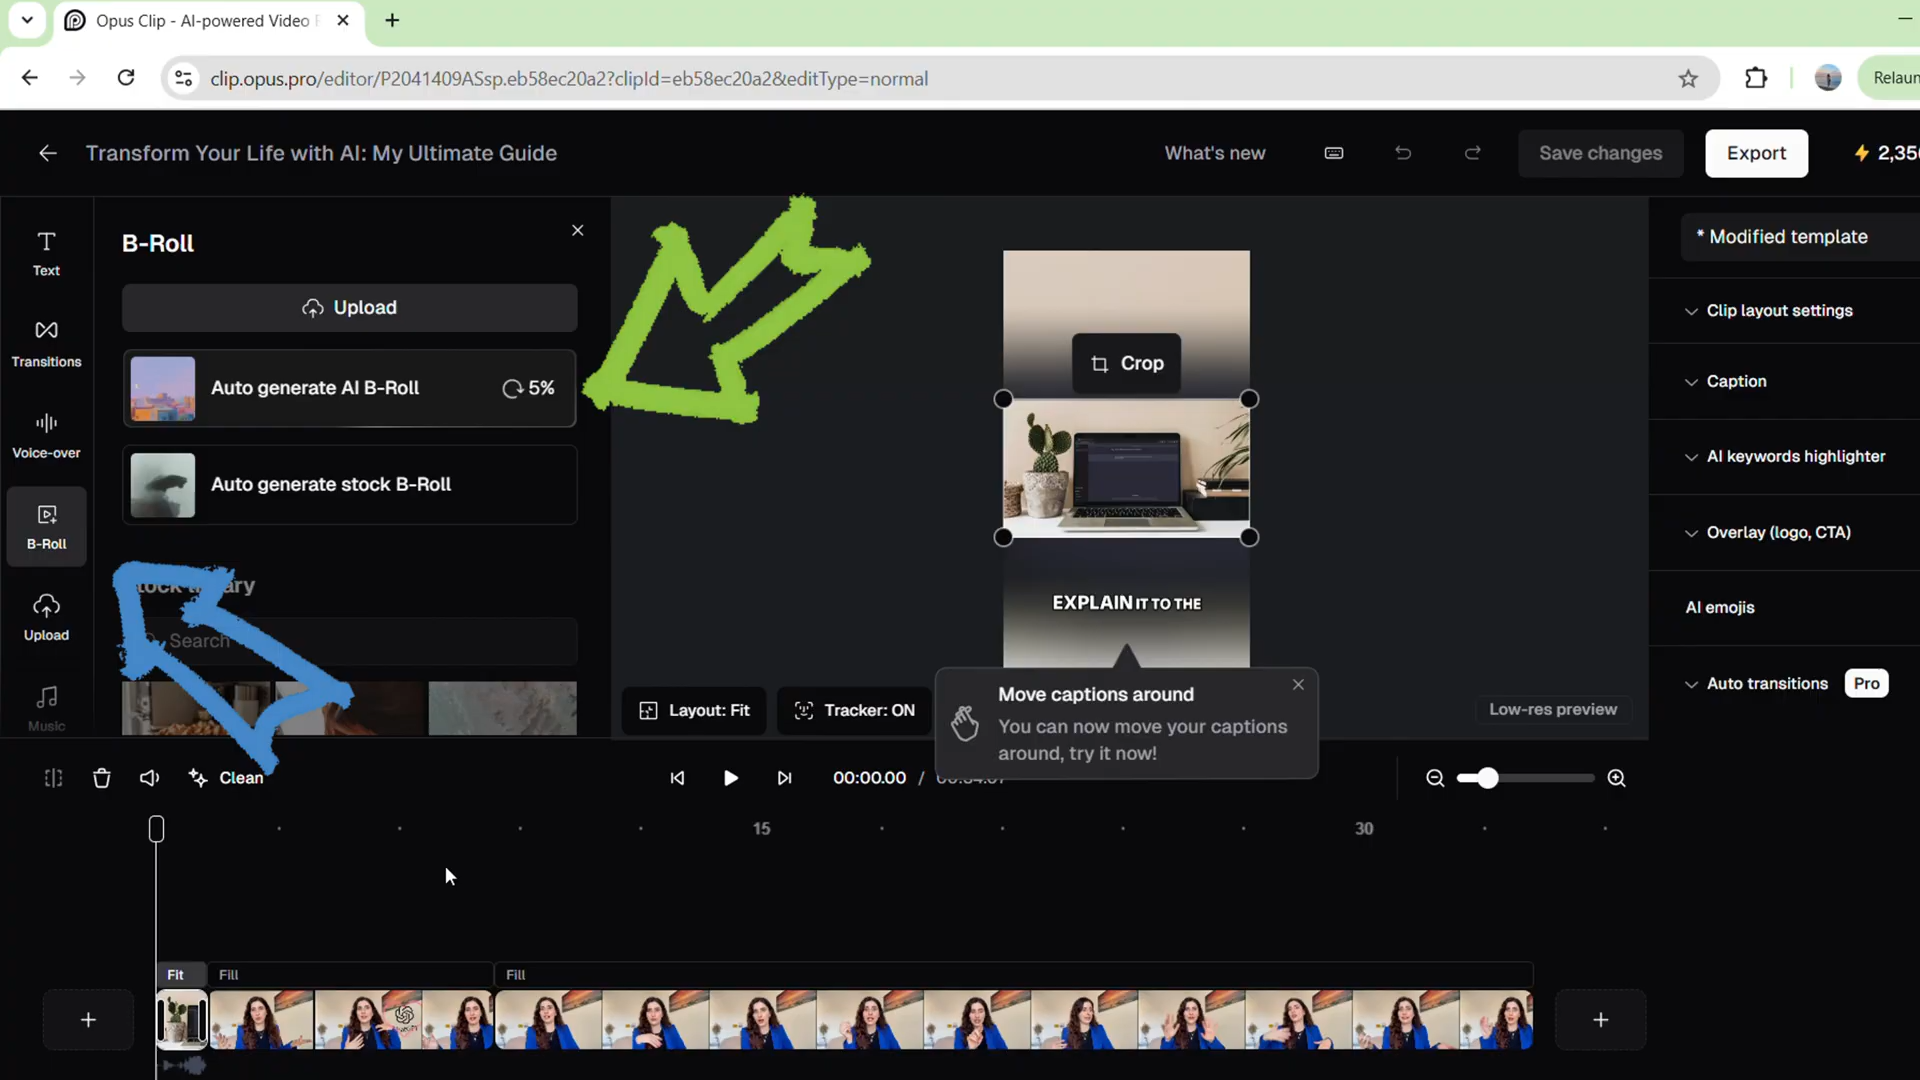 Opus Clip - AI-powered Video
clip.opus.pro/editor/P2041409ASsp.eb58ec20a2?clipId=eb58ec20a2&editType=normal
Relaun
Transform Your Life with AI: My Ultimate Guide
What's new
Save changes
Export
2,350
Text
Transitions
Voice-over
B-Roll
Upload
Music
B-Roll
Upload
Auto generate AI B-Roll
5%
Auto generate stock B-Roll
Search
Crop
EXPLAIN IT TO THE
Layout: Fit
Tracker: ON
Move captions around
You can now move your captions
around, try it now!
Low-res preview
* Modified template
Clip layout settings
Caption
AI keywords highlighter
Overlay (logo, CTA)
AI emojis
Auto transitions
Pro
Clean
00:00.00 /
15
30
Fit
Fill
Fill